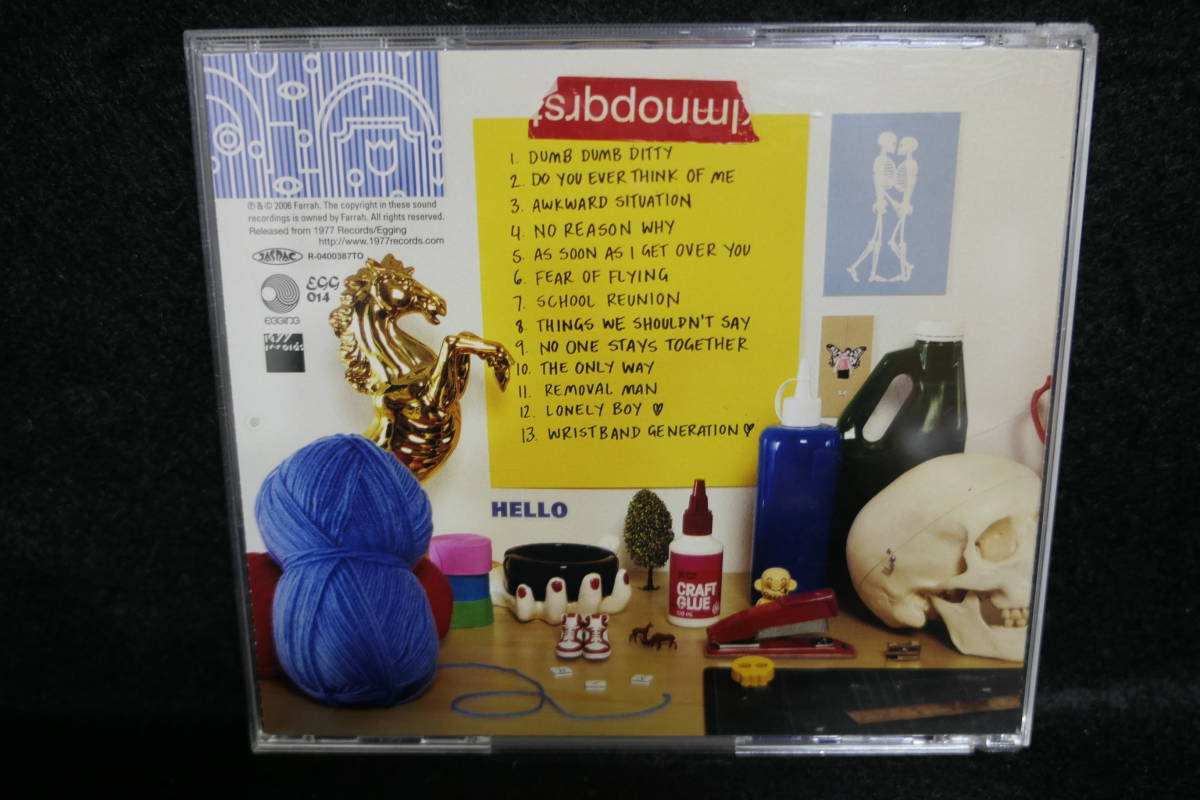 klmnopqrst
1. DUMB DUMB DITTY
2. DO YOU EVER THINK OF ME
3. AWKWARD SITUATION
4. NO REASON WHY
5. AS SOON AS I GET OVER YOU
6. FEAR OF FLYING
7. SCHOOL REUNION
8. THINGS WE SHOULDN'T SAY
9. NO ONE STAYS TOGETHER
10. THE ONLY WAY
11. REMOVAL MAN
12. LONELY BOY ♡
13. WRISTBAND GENERATION ♡
℗ & © 2006 Farrah. The copyright in these sound
recordings is owned by Farrah. All rights reserved.
Released from 1977 Records/Egging
http://www.1977records.com
JASRAC R-0400387TO
EGG
014
EGGING
1977
records
HELLO
CRAFT
GLUE